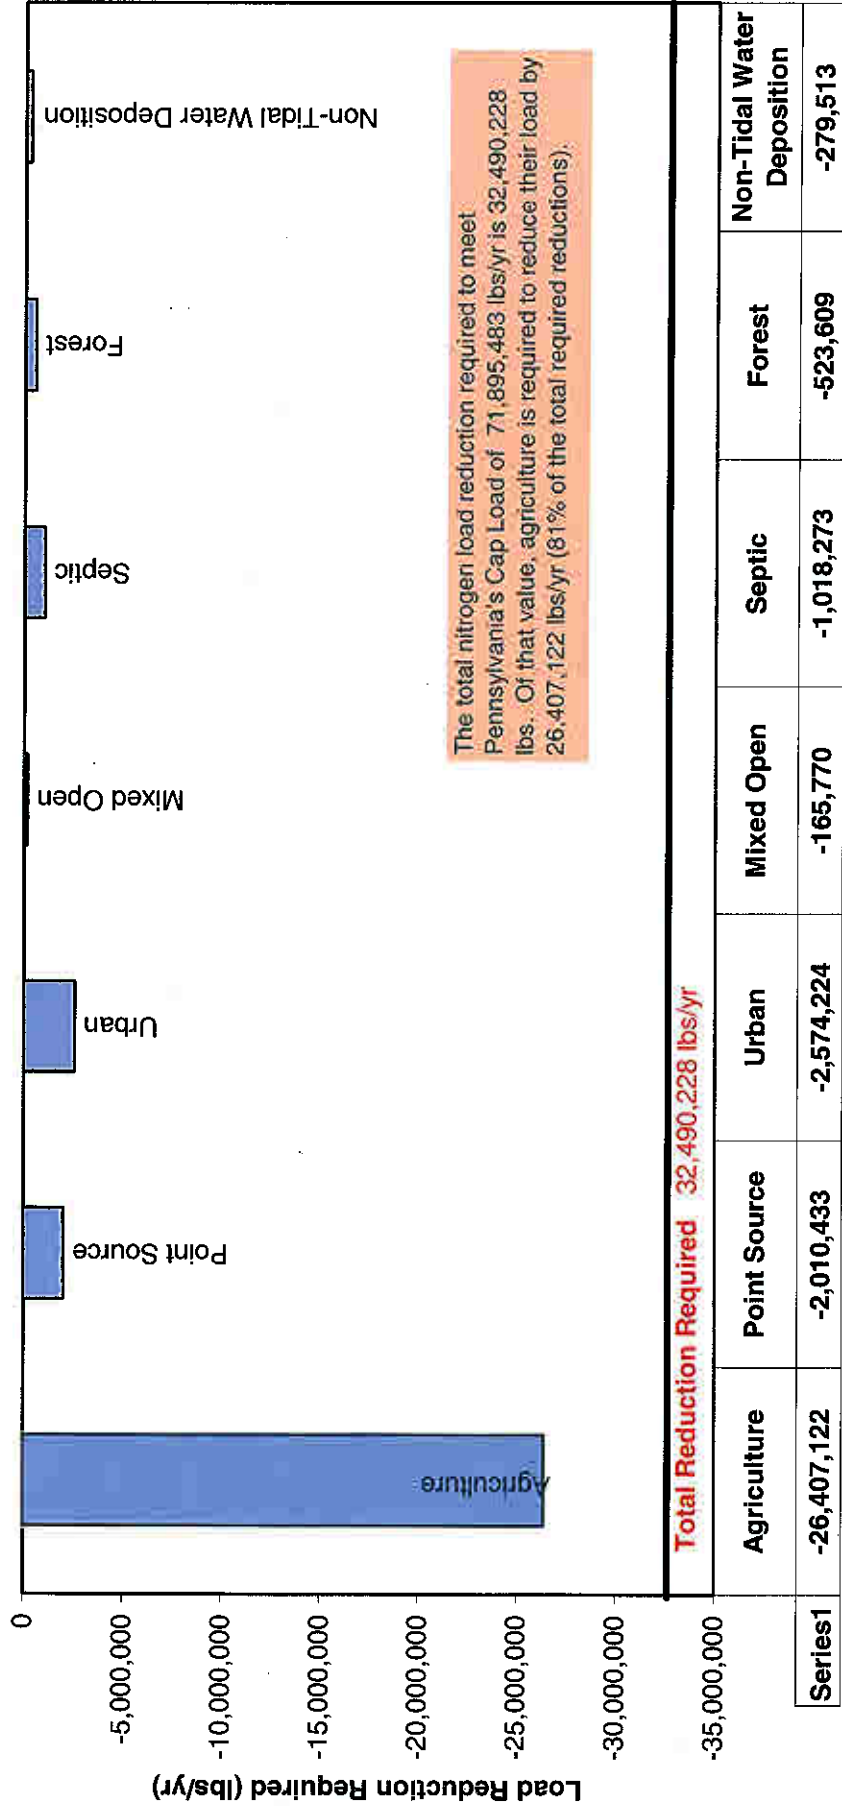 Load Reduction Required (lbs/yr)
0
-5,000,000
-10,000,000
-15,000,000
-20,000,000
-25,000,000
-30,000,000
-35,000,000
Agriculture
Point Source
Urban
Mixed Open
Septic
Forest
Non-Tidal Water Deposition
The total nitrogen load reduction required to meet
Pennsylvania's Cap Load of 71,895,483 lbs/yr is 32,490,228
lbs. Of that value, agriculture is required to reduce their load by
26,407,122 lbs/yr (81% of the total required reductions).
Total Reduction Required 32,490,228 lbs/yr
Agriculture Point Source Urban Mixed Open Septic Forest Non-Tidal Water
Deposition
Series1 -26,407,122 -2,010,433 -2,574,224 -165,770 -1,018,273 -523,609 -279,513